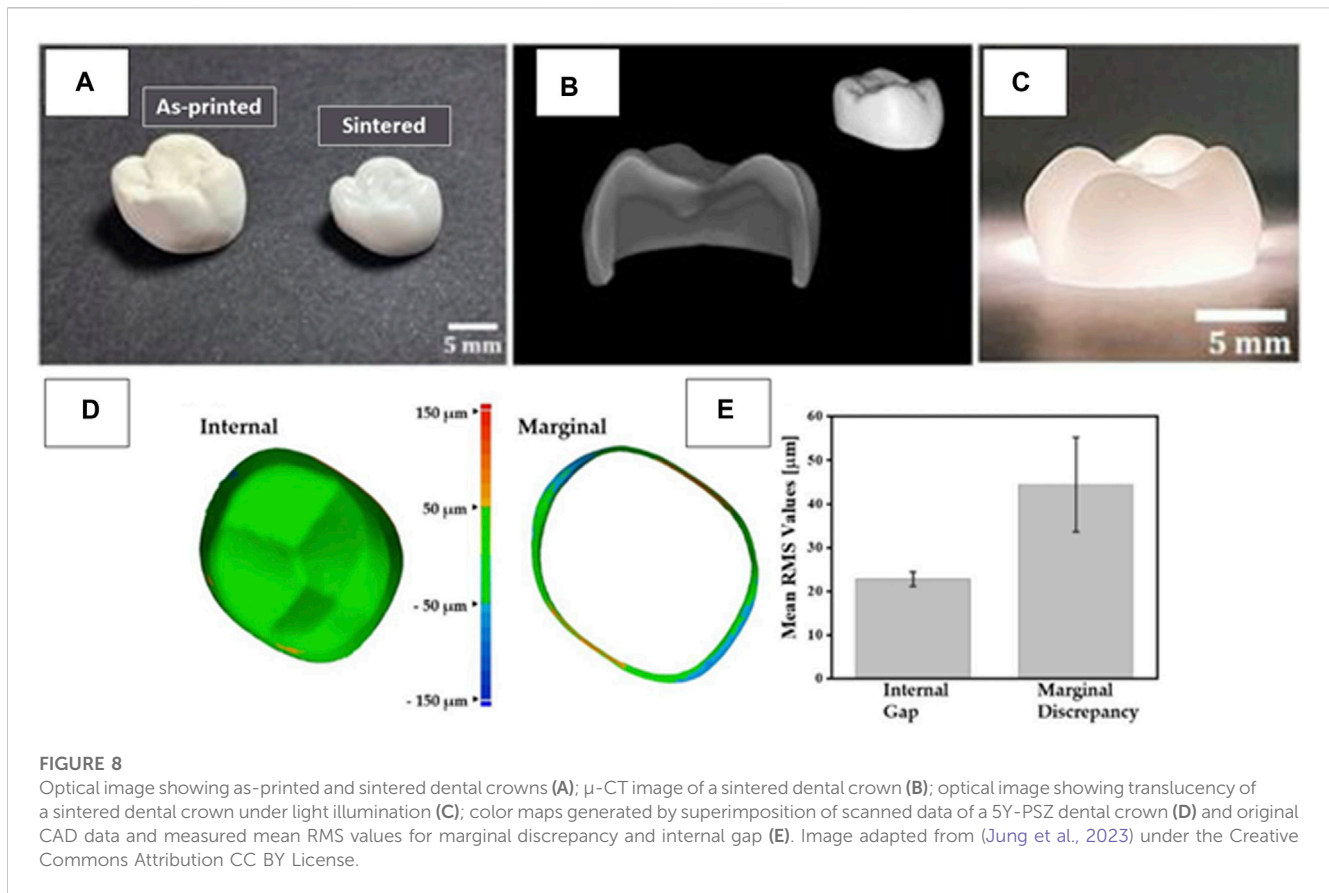 A
As-printed
Sintered
5 mm
B
C
5 mm
D
Internal
150 µm
50 µm
- 50 µm
- 150 µm
Marginal
E
Mean RMS Values [µm]
60
50
40
30
20
10
0
Internal
Gap
Marginal
Discrepancy
FIGURE 8
Optical image showing as-printed and sintered dental crowns (A); µ-CT image of a sintered dental crown (B); optical image showing translucency of
a sintered dental crown under light illumination (C); color maps generated by superimposition of scanned data of a 5Y-PSZ dental crown (D) and original
CAD data and measured mean RMS values for marginal discrepancy and internal gap (E). Image adapted from (Jung et al., 2023) under the Creative
Commons Attribution CC BY License.